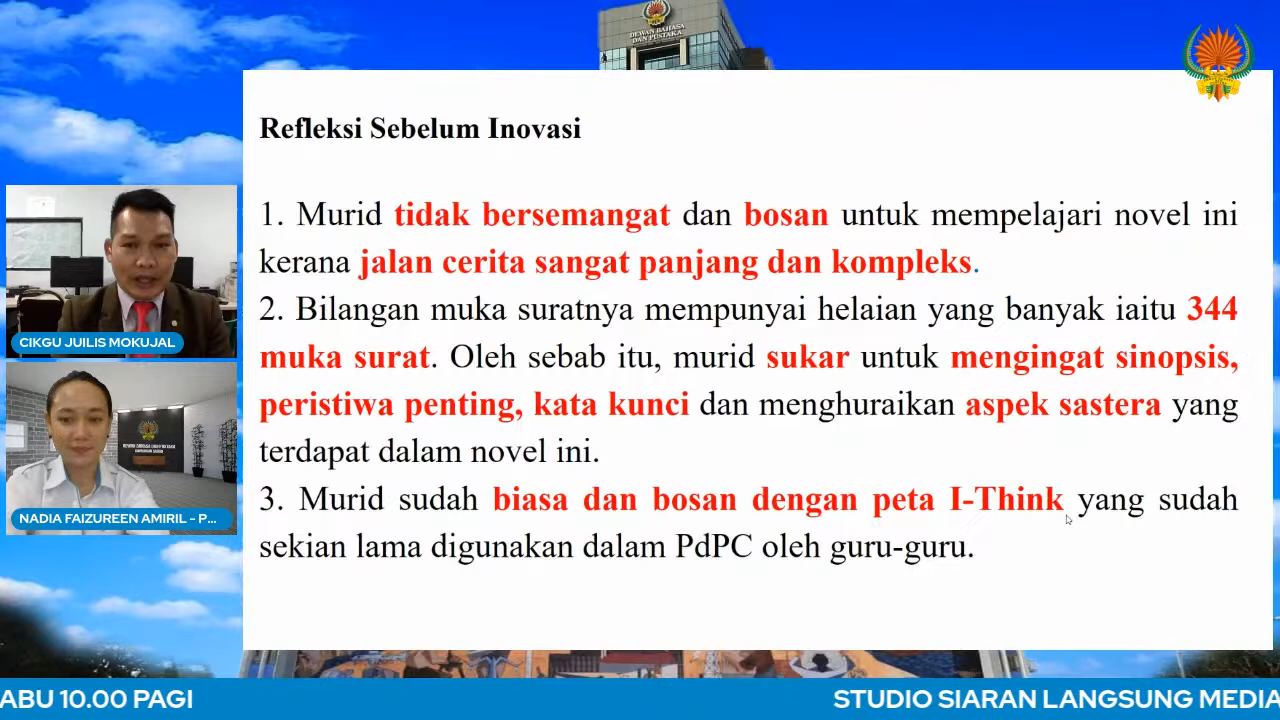 DEWAN BAHASA
DAN PUSTAKA
Refleksi Sebelum Inovasi
1. Murid tidak bersemangat dan bosan untuk mempelajari novel ini
kerana jalan cerita sangat panjang dan kompleks.
2. Bilangan muka suratnya mempunyai helaian yang banyak iaitu 344
muka surat. Oleh sebab itu, murid sukar untuk mengingat sinopsis,
peristiwa penting, kata kunci dan menghuraikan aspek sastera yang
terdapat dalam novel ini.
3. Murid sudah biasa dan bosan dengan peta I-Think yang sudah
sekian lama digunakan dalam PdPC oleh guru-guru.
CIKGU JUILIS MOKUJAL
NADIA FAIZUREEN AMIRIL - P...
ABU 10.00 PAGI
STUDIO SIARAN LANGSUNG MEDIA